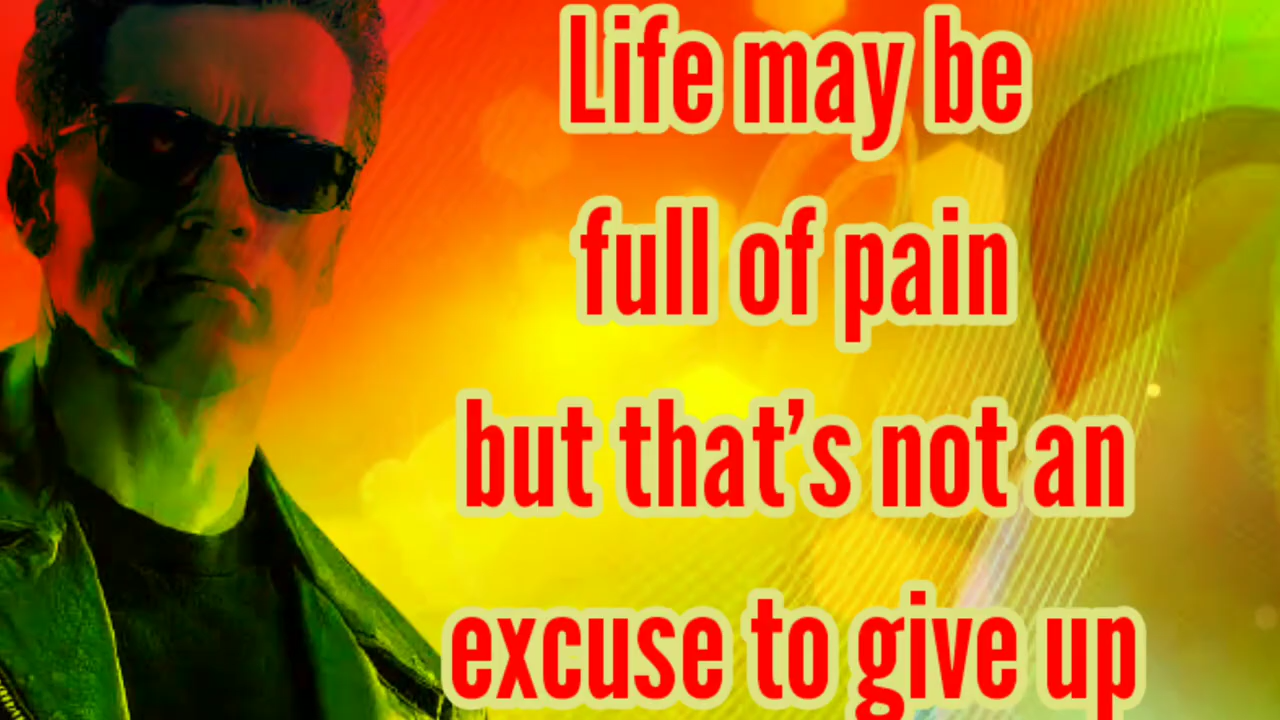 Life may be
full of pain
but that’s not an
excuse to give up